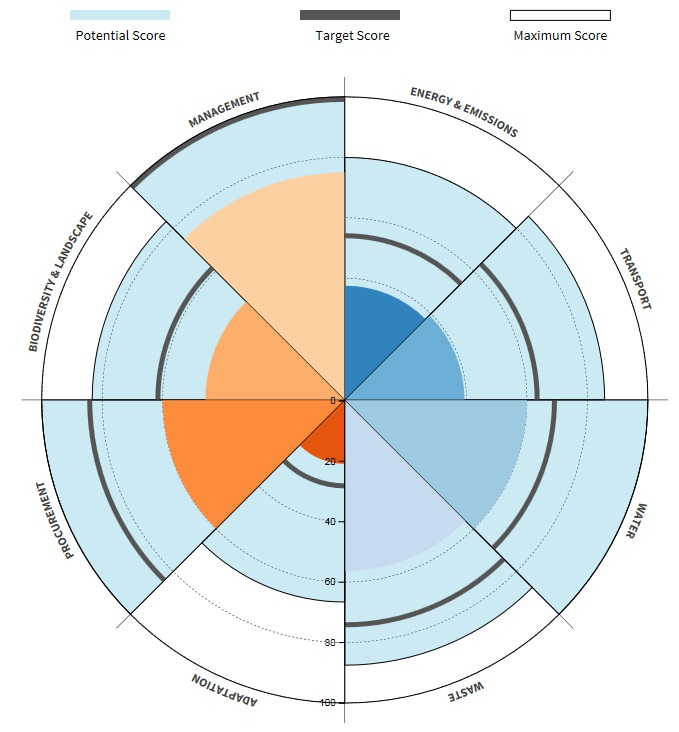 Potential Score
Target Score
Maximum Score
MANAGEMENT
ENERGY & EMISSIONS
BIODIVERSITY & LANDSCAPE
TRANSPORT
0
20
40
60
80
100
PROCUREMENT
WATER
ADAPTATION
WASTE